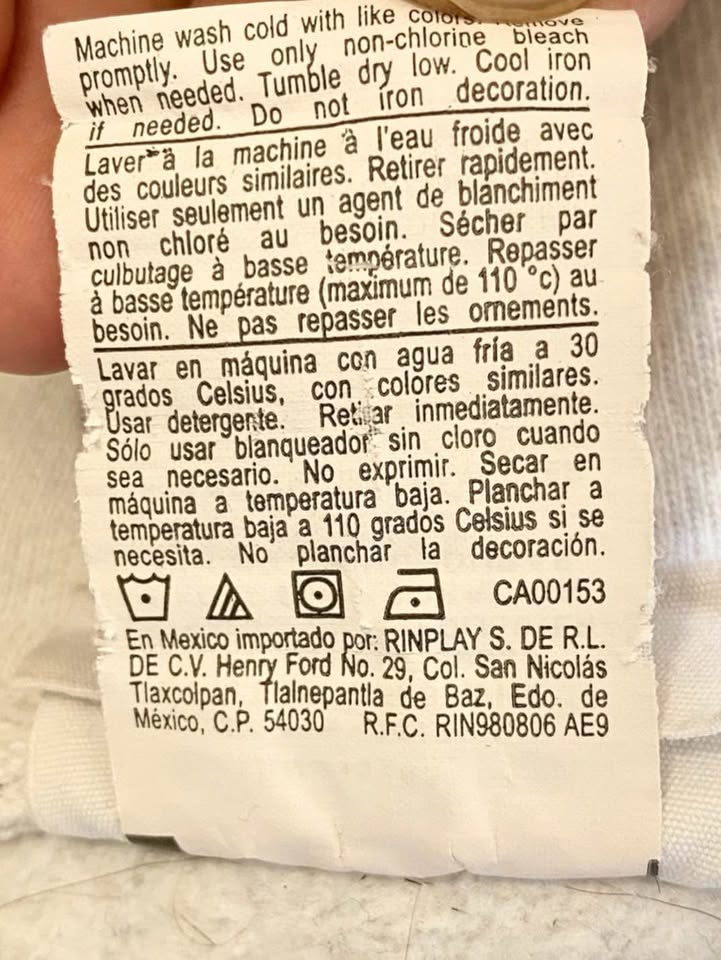 Machine wash cold with like colors. Remove
promptly. Use only non-chlorine bleach
when needed. Tumble dry low. Cool iron
if needed. Do not iron decoration.
Laver à la machine à l'eau froide avec
des couleurs similaires. Retirer rapidement.
Utiliser seulement un agent de blanchiment
non chloré au besoin. Sécher par
culbutage à basse température. Repasser
à basse température (maximum de 110 °c) au
besoin. Ne pas repasser les ornements.
Lavar en máquina con agua fría a 30
grados Celsius, con colores similares.
Usar detergente. Retirar inmediatamente.
Sólo usar blanqueador sin cloro cuando
sea necesario. No exprimir. Secar en
máquina a temperatura baja. Planchar a
temperatura baja a 110 grados Celsius si se
necesita. No planchar la decoración.
CA00153
En Mexico importado por: RINPLAY S. DE R.L.
DE C.V. Henry Ford No. 29, Col. San Nicolás
Tlaxcolpan, Tlalnepantla de Baz, Edo. de
México, C.P. 54030 R.F.C. RIN980806 AE9